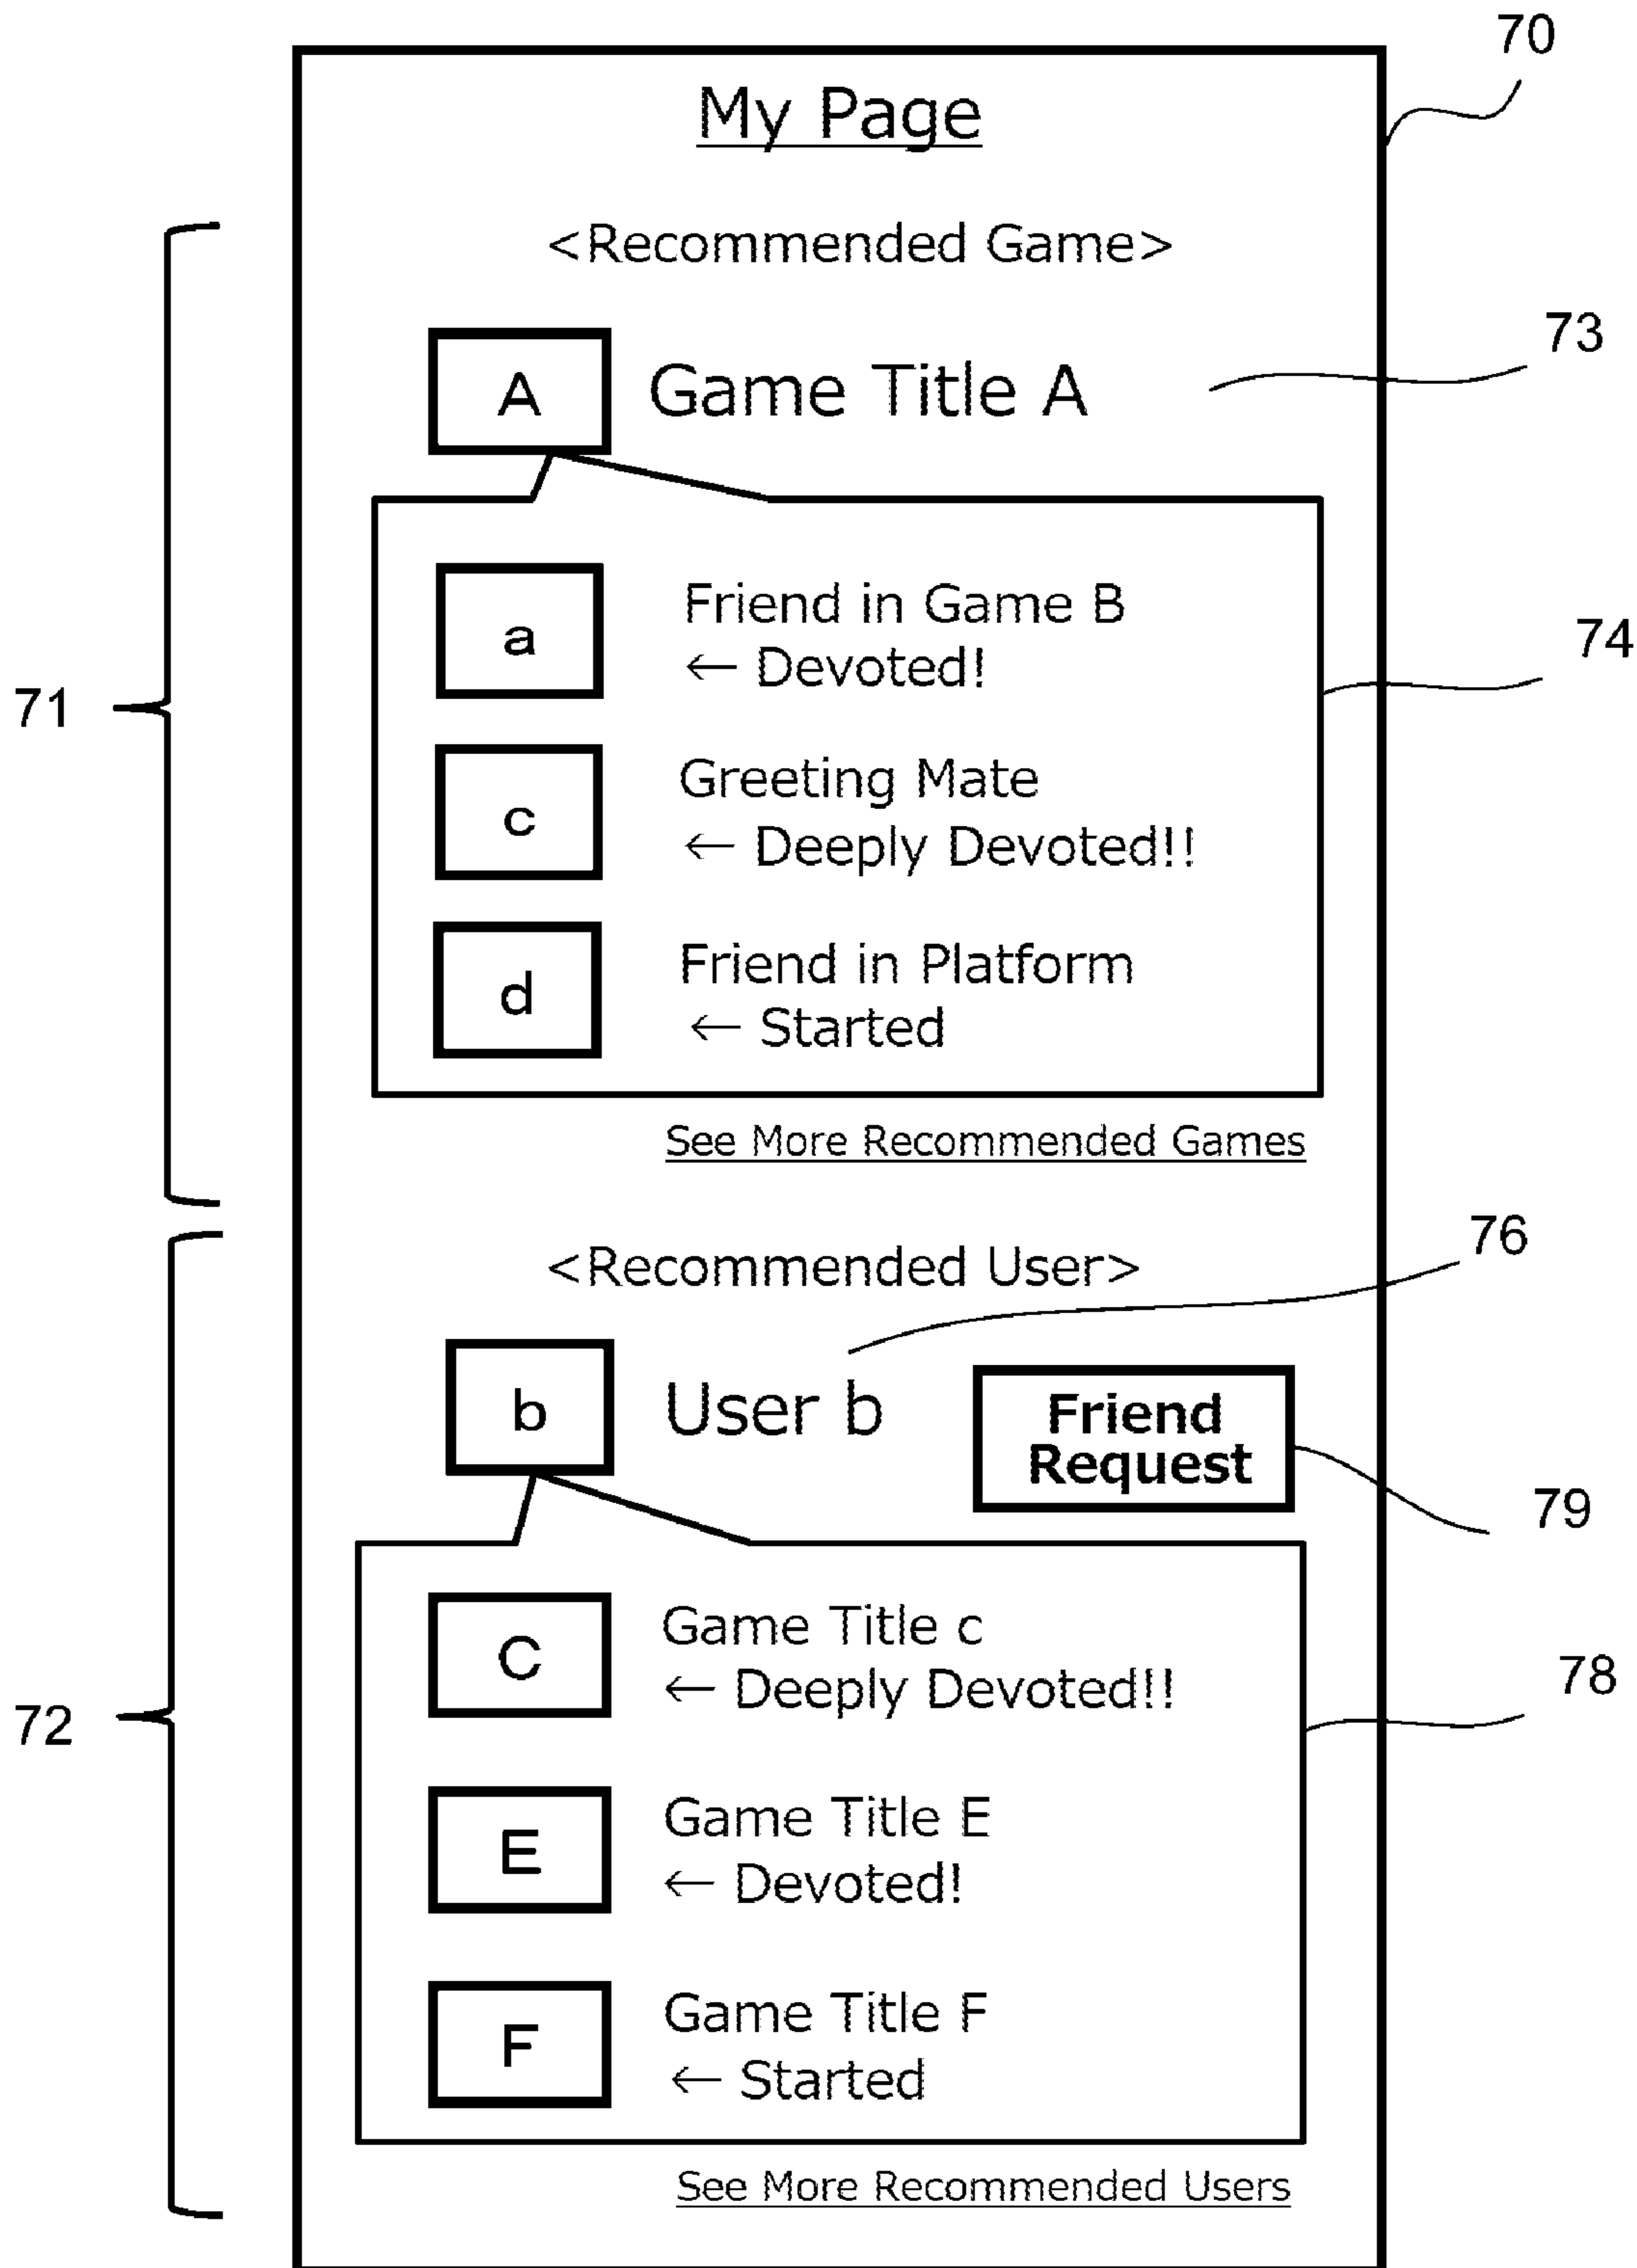 70
My Page
<Recommended Game>
73
A Game Title A
a Friend in Game B
← Devoted!
74
71
c Greeting Mate
← Deeply Devoted!!
d Friend in Platform
← Started
See More Recommended Games
76
<Recommended User>
b User b
Friend
Request
79
C Game Title c
← Deeply Devoted!!
78
72
E Game Title E
← Devoted!
F Game Title F
← Started
See More Recommended Users